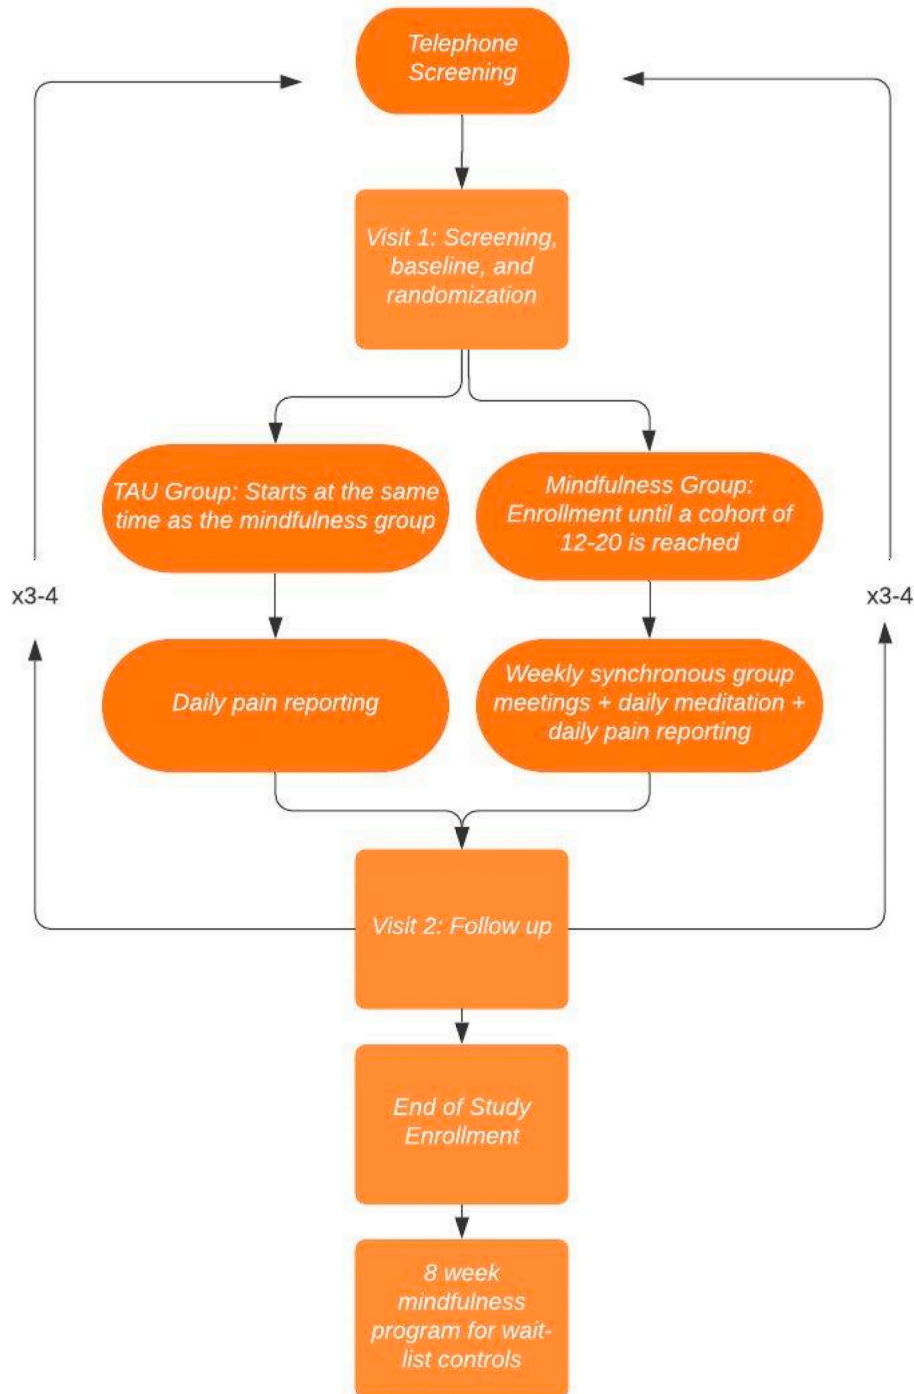 Telephone
Screening
Visit 1: Screening,
baseline, and
randomization
TAU Group: Starts at the same
time as the mindfulness group
Mindfulness Group:
Enrollment until a cohort of
12-20 is reached
x3-4
x3-4
Daily pain reporting
Weekly synchronous group
meetings + daily meditation +
daily pain reporting
Visit 2: Follow up
End of Study
Enrollment
8 week
mindfulness
program for wait-
list controls